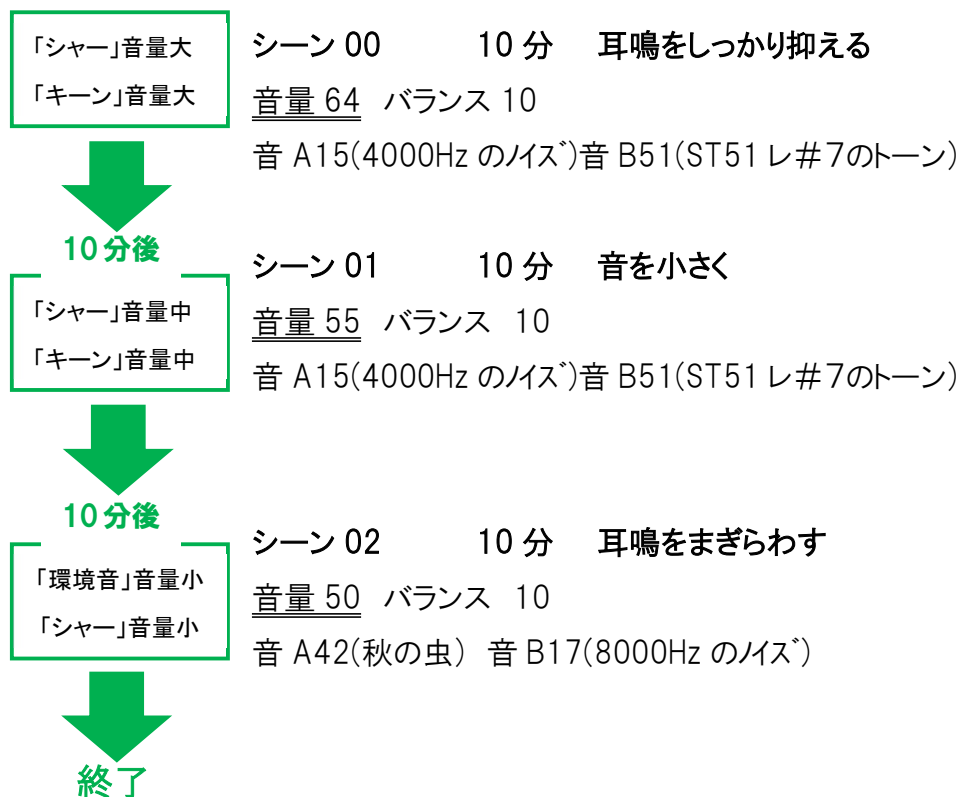 「シャー」音量大
「キーン」音量大
シーン 00 10 分 耳鳴をしっかり抑える
音量 64 バランス 10
音 A15(4000Hz のノイズ)音 B51(ST51 レ＃7のトーン)
10 分後
「シャー」音量中
「キーン」音量中
シーン 01 10 分 音を小さく
音量 55 バランス 10
音 A15(4000Hz のノイズ)音 B51(ST51 レ＃7のトーン)
10 分後
「環境音」音量小
「シャー」音量小
シーン 02 10 分 耳鳴をまぎらわす
音量 50 バランス 10
音 A42(秋の虫) 音 B17(8000Hz のノイズ)
終了